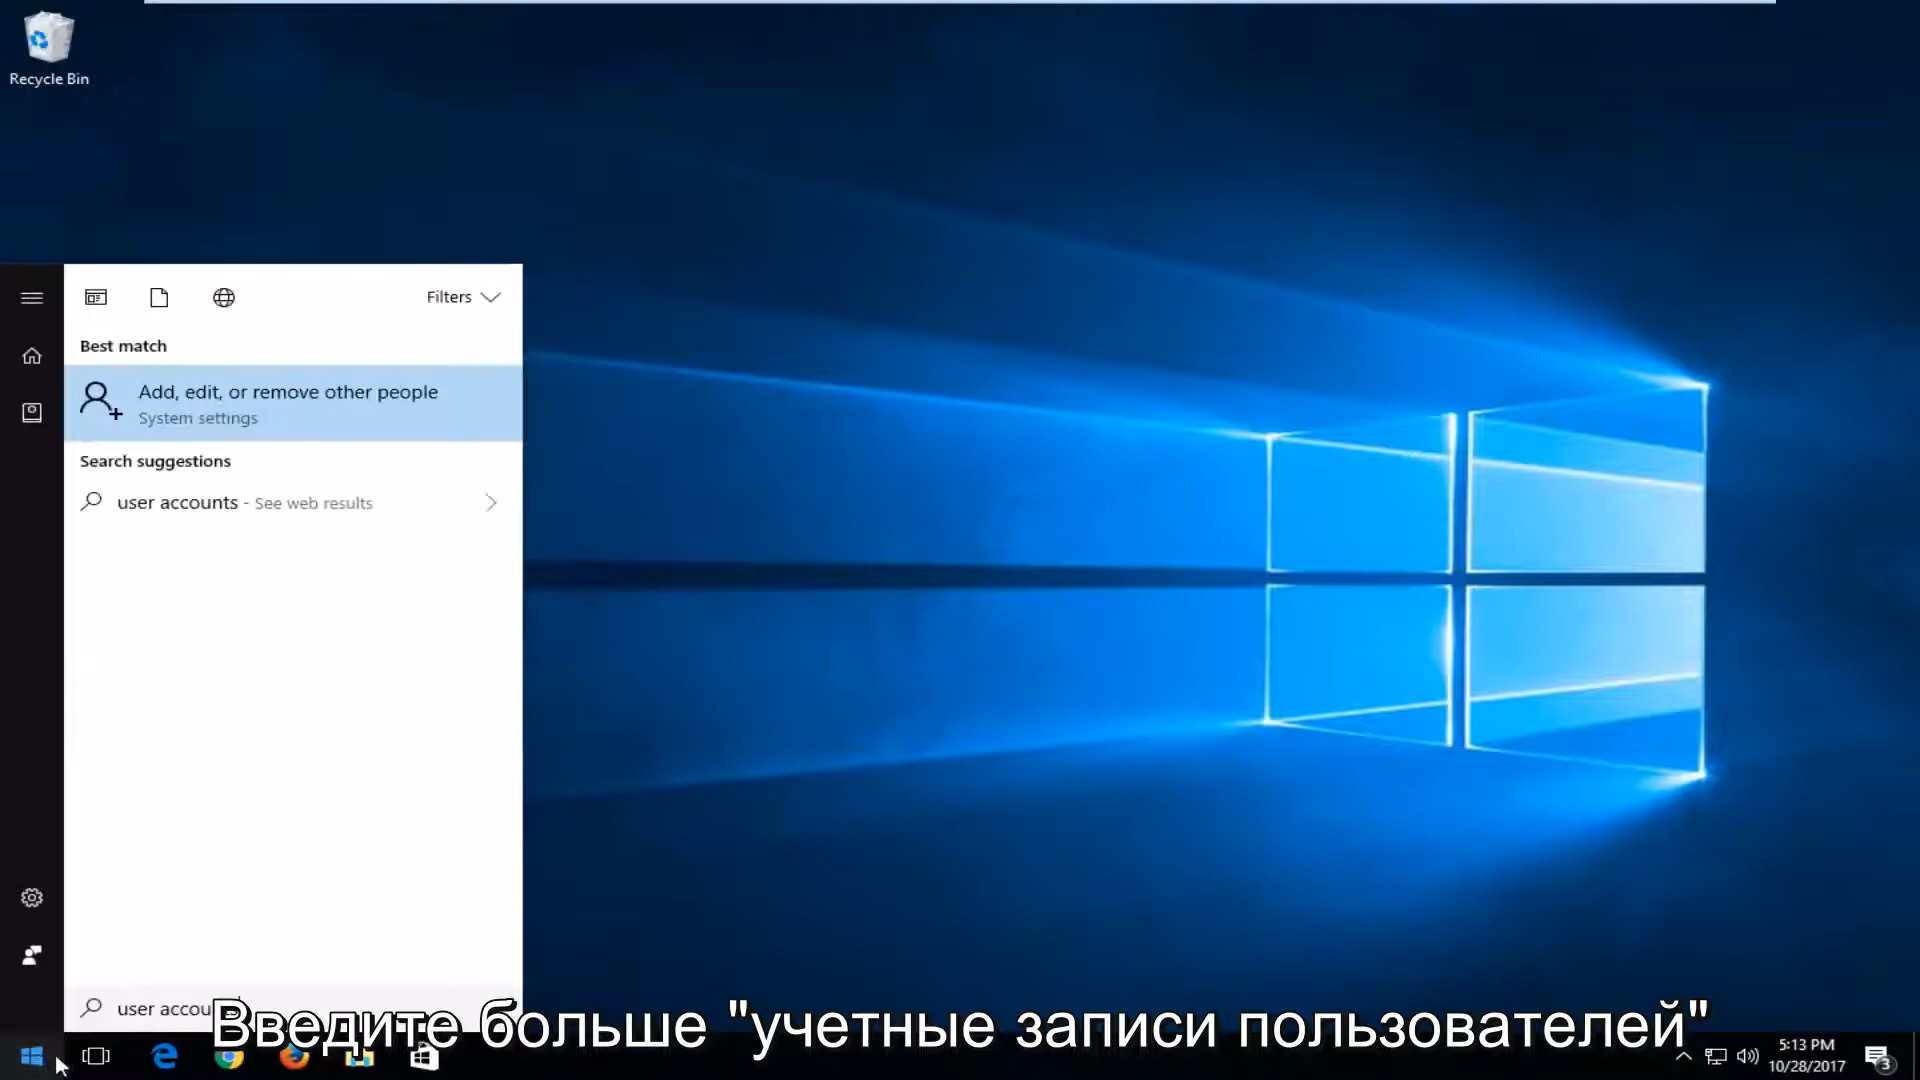 Recycle Bin
Filters
Best match
Add, edit, or remove other people
System settings
Search suggestions
user accounts - See web results
user accou
Введите больше "учетные записи пользователей"
5:13 PM
10/28/2017
3